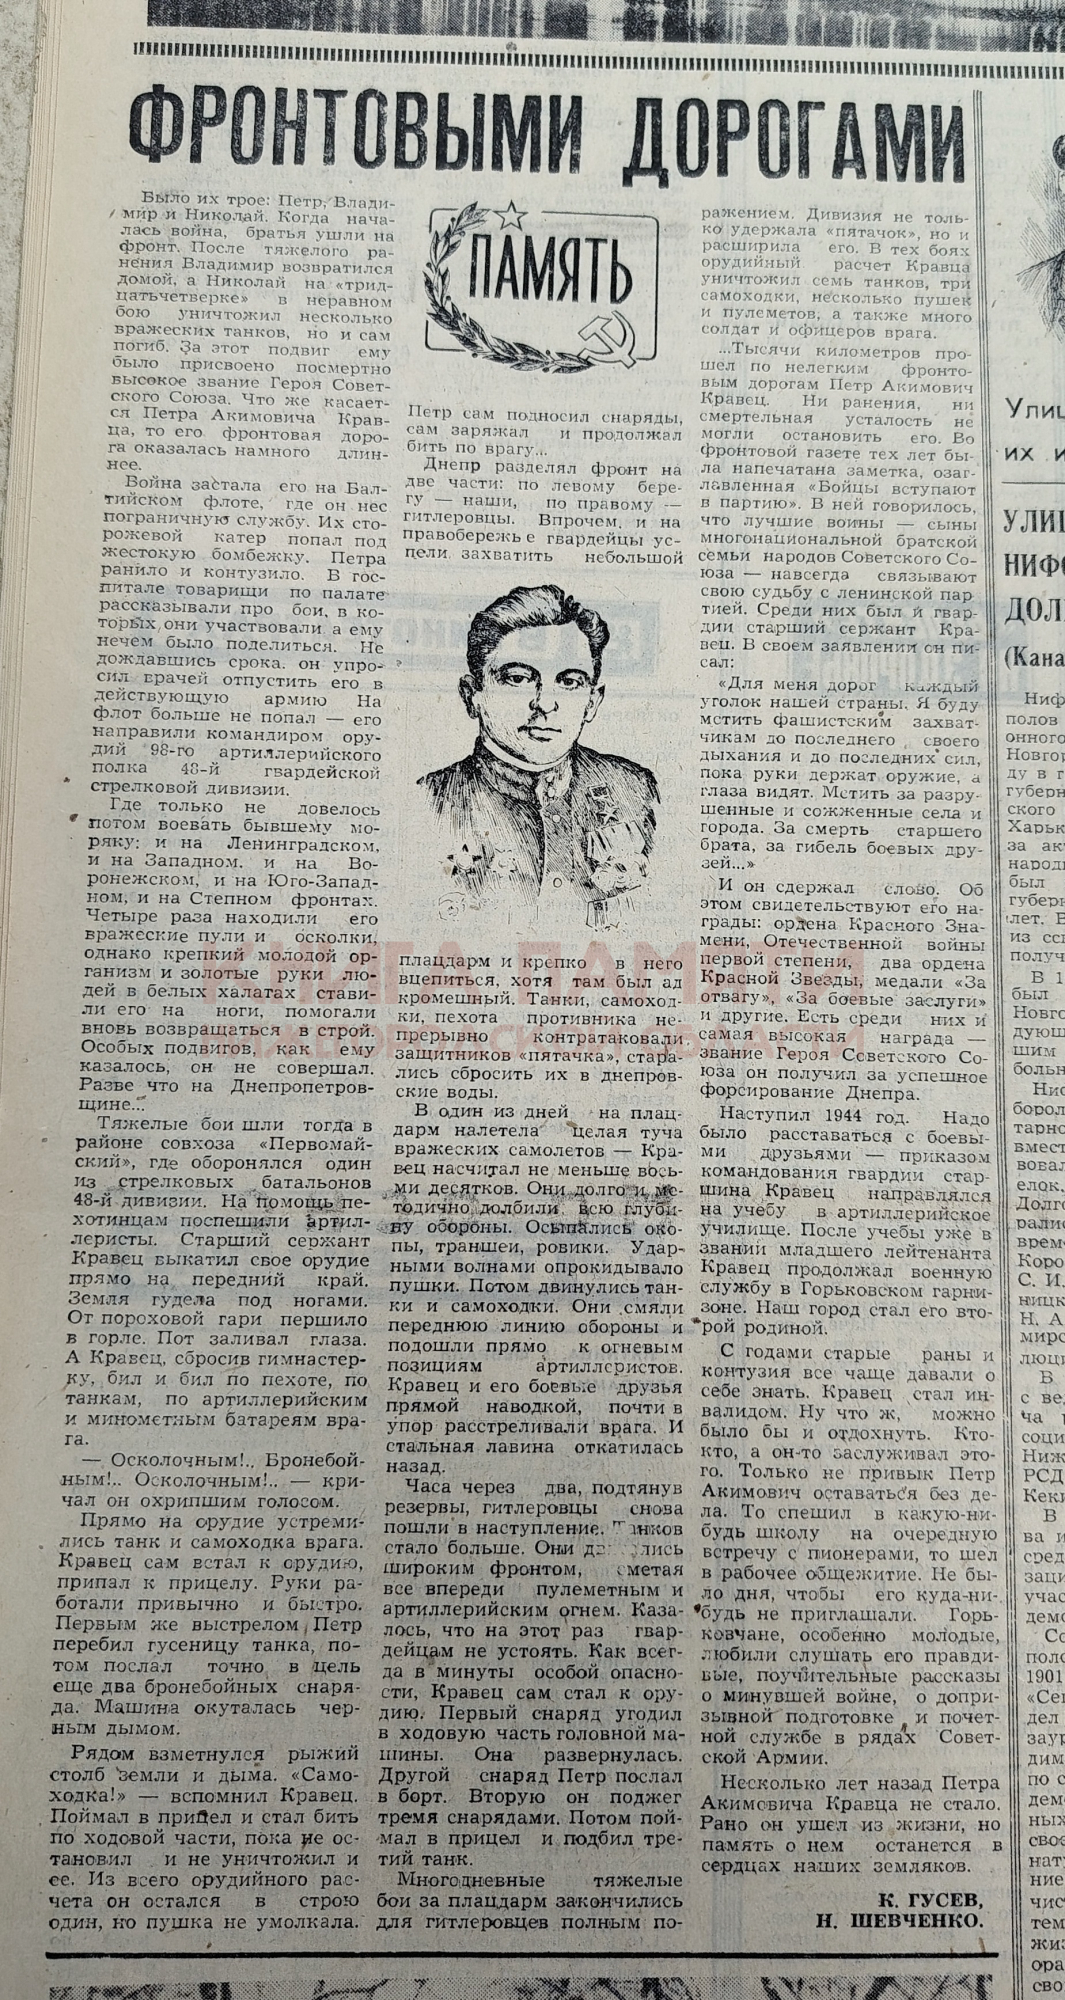 ФРОНТОВЫМИ ДОРОГАМИ
Было их трое: Петр, Влади-
мир и Николай. Когда нача-
лась война, братья ушли на
фронт. После тяжелого ра-
нения Владимир возвратился
домой, а Николай на «трид-
цатьчетверке» в неравном
бою уничтожил несколько
вражеских танков, но и сам
погиб. За этот подвиг ему
было присвоено посмертно
высокое звание Героя Совет-
ского Союза. Что же касает-
ся Петра Акимовича Крав-
ца, то его фронтовая доро-
га оказалась намного длин-
нее.
Война застала его на Бал-
тийском флоте, где он нес
пограничную службу. Их сто-
рожевой катер попал под
жестокую бомбежку. Петра
ранило и контузило. В гос-
питале товарищи по палате
рассказывали про бои, в ко-
торых они участвовали а ему
нечем было поделиться. Не
дождавшись срока. он упро-
сил врачей отпустить его в
действующую армию На
флот больше не попал — его
направили командиром ору-
дий 98-го артиллерийского
полка 48-й гвардейской
стрелковой дивизии.
Где только не довелось
потом воевать бывшему мо-
ряку: и на Ленинградском,
и на Западном. и на Во-
ронежском, и на Юго-Запад-
ном, и на Степном фронтах.
Четыре раза находили его
вражеские пули и осколки,
однако крепкий молодой ор-
ганизм и золотые руки лю-
дей в белых халатах стави-
ли его на ноги, помогали
вновь возвращаться в строй.
Особых подвигов, как ему
казалось, он не совершал.
Разве что на Днепропетров-
щине...
Тяжелые бои шли тогда в
районе совхоза «Первомай-
ский», где оборонялся один
из стрелковых батальонов
48-й дивизии. На помощь пе-
хотинцам поспешили артил-
леристы. Старший сержант
Кравец выкатил свое орудие
прямо на передний край.
Земля гудела под ногами.
От пороховой гари першило
в горле. Пот заливал глаза.
А Кравец, сбросив гимнастер-
ку, бил и бил по пехоте, по
танкам, по артиллерийским
и минометным батареям вра-
га.
— Осколочным!.. Бронебой-
ным!.. Осколочным!.. — кри-
чал он охрипшим голосом.
Прямо на орудие устреми-
лись танк и самоходка врага.
Кравец сам встал к орудию,
припал к прицелу. Руки ра-
ботали привычно и быстро.
Первым же выстрелом Петр
перебил гусеницу танка, по-
том послал точно в цель
еще два бронебойных снаря-
да. Машина окуталась чер-
ным дымом.
Рядом взметнулся рыжий
столб земли и дыма. «Само-
ходка!» — вспомнил Кравец.
Поймал в прицел и стал бить
по ходовой части, пока не ос-
тановил и не уничтожил и
ее. Из всего орудийного рас-
чета он остался в строю
один, но пушка не умолкала.
ПАМЯТЬ
Петр сам подносил снаряды,
сам заряжал и продолжал
бить по врагу...
Днепр разделял фронт на
две части: по левому бере-
гу — наши, по правому —
гитлеровцы. Впрочем, и на
правобережье гвардейцы ус-
пели захватить небольшой
плацдарм и крепко в него
вцепиться, хотя там был ад
кромешный. Танки, самоход-
ки, пехота противника не-
прерывно контратаковали
защитников «пятачка», стара-
лись сбросить их в днепров-
ские воды.
В один из дней на плац-
дарм налетела целая туча
вражеских самолетов — Кра-
вец насчитал не меньше вось-
ми десятков. Они долго и ме-
тодично долбили всю глуби-
ну обороны. Осыпались око-
пы, траншеи, ровики. Удар-
ными волнами опрокидывало
пушки. Потом двинулись тан-
ки и самоходки. Они смяли
переднюю линию обороны и
подошли прямо к огневым
позициям артиллеристов.
Кравец и его боевые друзья
прямой наводкой, почти в
упор расстреливали врага. И
стальная лавина откатилась
назад.
Часа через два, подтянув
резервы, гитлеровцы снова
пошли в наступление. Танков
стало больше. Они
широким фронтом, сметая
все впереди пулеметным и
артиллерийским огнем. Каза-
лось, что на этот раз гвар-
дейцам не устоять. Как всег-
да в минуты особой опасно-
сти, Кравец сам стал к ору-
дию. Первый снаряд угодил
в ходовую часть головной ма-
шины. Она развернулась.
Другой снаряд Петр послал
в борт. Вторую он поджег
тремя снарядами. Потом пой-
мал в прицел и подбил тре-
тий танк.
Многодневные тяжелые
бои за плацдарм закончились
для гитлеровцев полным по-
ражением. Дивизия не толь-
ко удержала «пятачок», но и
расширила его. В тех боях
орудийный расчет Кравца
уничтожил семь танков, три
самоходки, несколько пушек
и пулеметов, а также много
солдат и офицеров врага.
...Тысячи километров про-
шел по нелегким фронто-
вым дорогам Петр Акимович
Кравец. Ни ранения, ни
смертельная усталость не
могли остановить его. Во
фронтовой газете тех лет бы-
ла напечатана заметка, озаг-
лавленная «Бойцы вступают
в партию». В ней говорилось,
что лучшие воины — сыны
многонациональной братской
семьи народов Советского Со-
юза — навсегда связывают
свою судьбу с ленинской пар
тией. Среди них был и гвар-
дии старший сержант Кра-
вец. В своем заявлении он пи-
сал:
«Для меня дорог каждый
уголок нашей страны. Я буду
мстить фашистским захват-
чикам до последнего своего
дыхания и до последних сил,
пока руки держат оружие, а
глаза видят. Мстить за разру-
шенные и сожженные села и
города. За смерть старшего
брата, за гибель боевых дру-
зей...»
И он сдержал слово. Об
этом свидетельствуют его на-
грады: ордена Красного Зна-
мени, Отечественной войны
первой степени, два ордена
Красной Звезды, медали «За
отвагу», «За боевые заслуги»
и другие. Есть среди них и
самая высокая награда —
звание Героя Советского Со-
юза он получил за успешное
форсирование Днепра.
Наступил 1944 год. Надо
было расставаться с боевы-
ми друзьями — приказом
командования гвардии стар-
шина Кравец направлялся
на учебу в артиллерийское
училище. После учебы уже в
звании младшего лейтенанта
Кравец продолжал военную
службу в Горьковском гарни-
зоне. Наш город стал его вто-
рой родиной.
С годами старые раны и
контузия все чаще давали о
себе знать. Кравец стал ин-
валидом. Ну что ж, можно
было бы и отдохнуть. Кто-
кто, а он-то заслуживал это-
го. Только не привык Петр
Акимович оставаться без де-
ла. То спешил в какую-ни-
будь школу на очередную
встречу с пионерами, то шел
в рабочее общежитие. Не бы-
ло дня, чтобы его куда-ни-
будь не приглашали. Горь-
ковчане, особенно молодые,
любили слушать его правди-
вые, поучительные рассказы
о минувшей войне, о допри-
зывной подготовке и почет-
ной службе в рядах Совет-
ской Армии.
Несколько лет назад Петра
Акимовича Кравца не стало.
Рано он ушел из жизни, но
память о нем останется в
сердцах наших земляков.
К. ГУСЕВ,
Н. ШЕВЧЕНКО.
КНИГА ПАМЯТИ
НИЖЕГОРОДСКОЙ ОБЛАСТИ